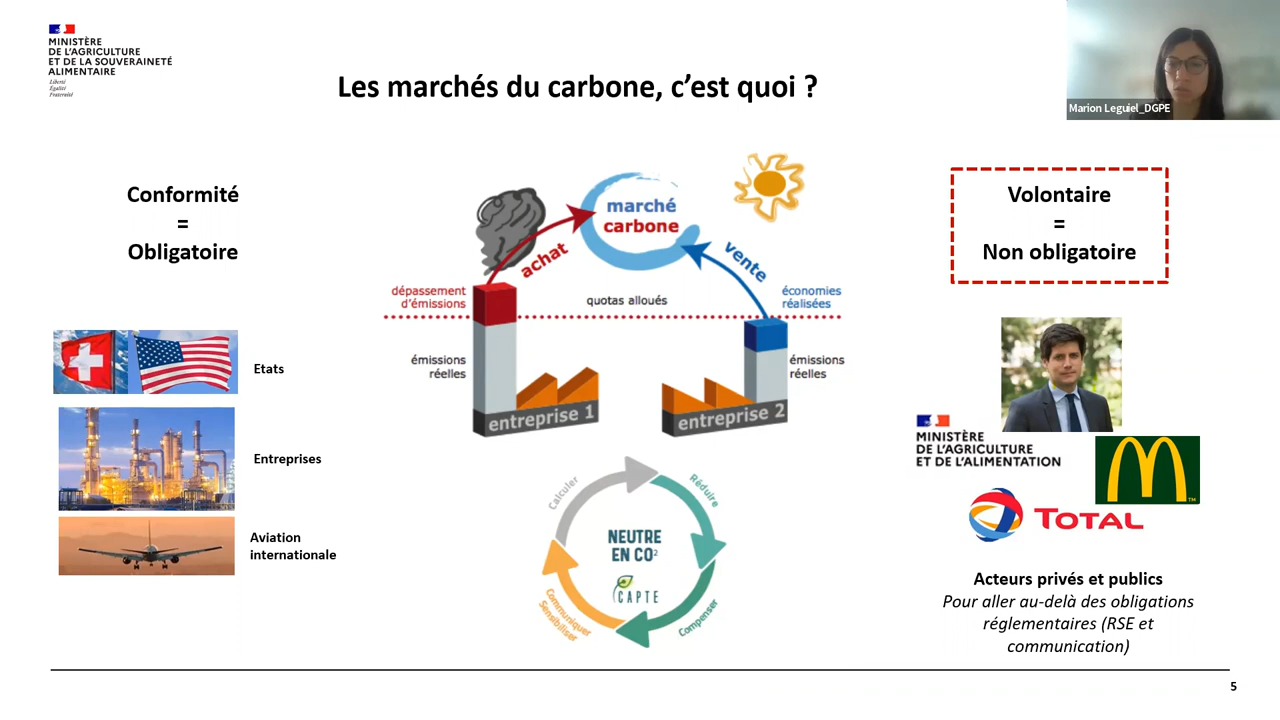 MINISTÈRE
DE L'AGRICULTURE
ET DE LA SOUVERAINETÉ
ALIMENTAIRE
Liberté
Égalité
Fraternité
Les marchés du carbone, c'est quoi ?
Marion Leguiel_DGPE
Conformité
=
Obligatoire
Etats
Entreprises
Aviation
internationale
marché
carbone
achat
vente
dépassement
d'émissions
quotas alloués
économies
réalisées
émissions
réelles
émissions
réelles
entreprise 1
entreprise 2
Calculer
Réduire
NEUTRE
EN CO²
CAPTE
Communiquer
Sensibiliser
Compenser
Volontaire
=
Non obligatoire
MINISTÈRE
DE L'AGRICULTURE
ET DE L'ALIMENTATION
M
TM
TOTAL
Acteurs privés et publics
Pour aller au-delà des obligations
réglementaires (RSE et
communication)
5